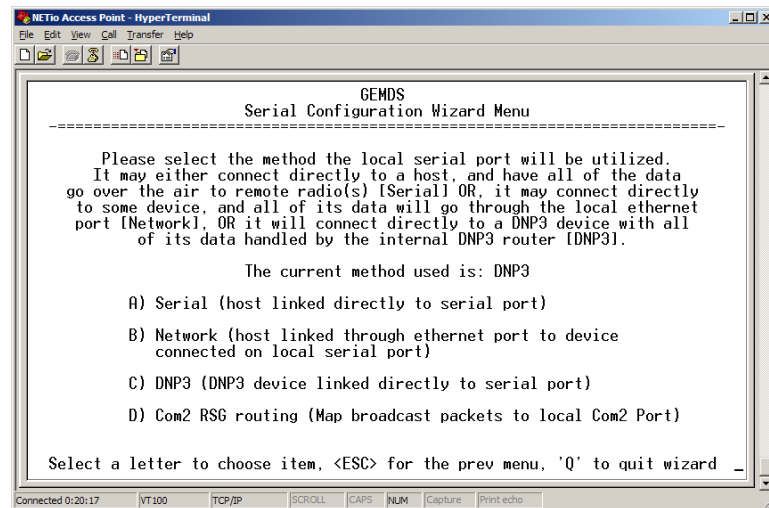 NETio Access Point - HyperTerminal
File Edit View Call Transfer Help
GEMDS
Serial Configuration Wizard Menu
-==========================================================================-
Please select the method the local serial port will be utilized.
It may either connect directly to a host, and have all of the data
go over the air to remote radio(s) [Serial] OR, it may connect directly
to some device, and all of its data will go through the local ethernet
port [Network], OR it will connect directly to a DNP3 device with all
of its data handled by the internal DNP3 router [DNP3].
The current method used is: DNP3
A) Serial (host linked directly to serial port)
B) Network (host linked through ethernet port to device
connected on local serial port)
C) DNP3 (DNP3 device linked directly to serial port)
D) Com2 RSG routing (Map broadcast packets to local Com2 Port)
Select a letter to choose item, <ESC> for the prev menu, 'Q' to quit wizard _
Connected 0:20:17 VT100 TCP/IP SCROLL CAPS NUM Capture Print echo